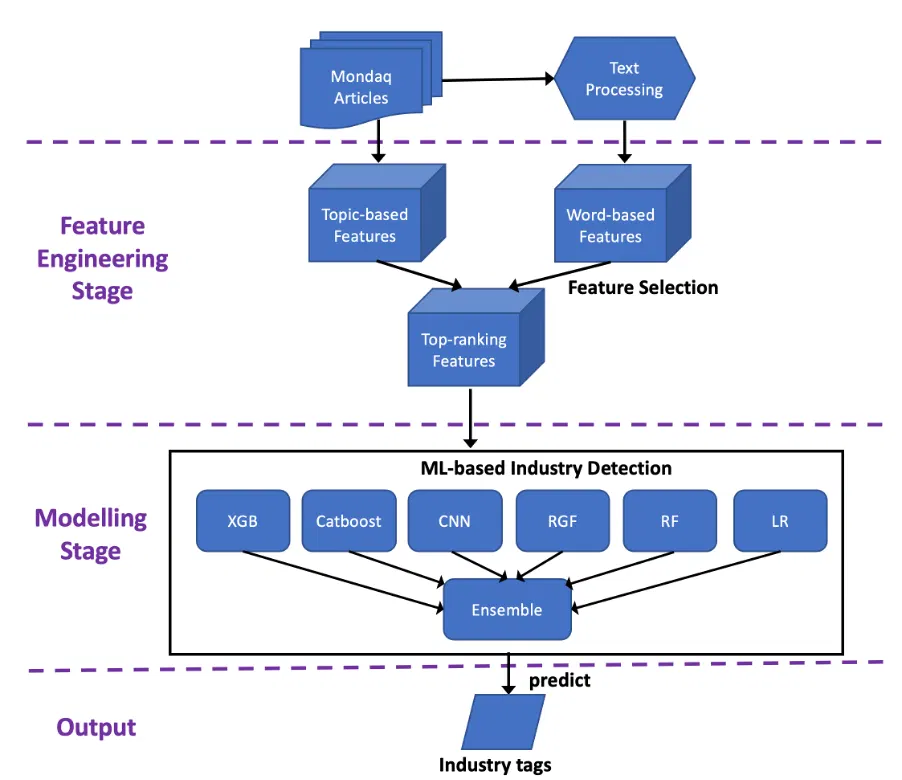 Mondaq
Articles
Text
Processing
Feature
Engineering
Stage
Topic-based
Features
Word-based
Features
Feature Selection
Top-ranking
Features
Modelling
Stage
ML-based Industry Detection
XGB
Catboost
CNN
RGF
RF
LR
Ensemble
predict
Output
Industry tags